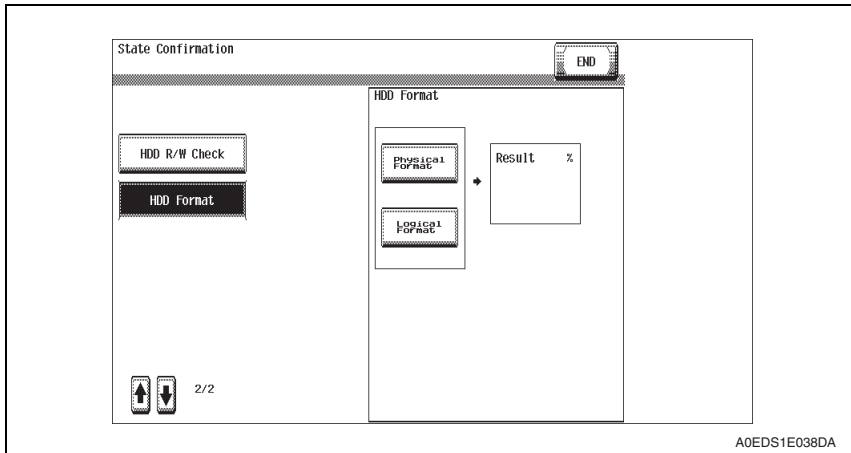 State Confirmation
END
HDD R/W Check
HDD Format
HDD Format
Physical
Format
Logical
Format
Result %
2/2
A0EDS1E038DA